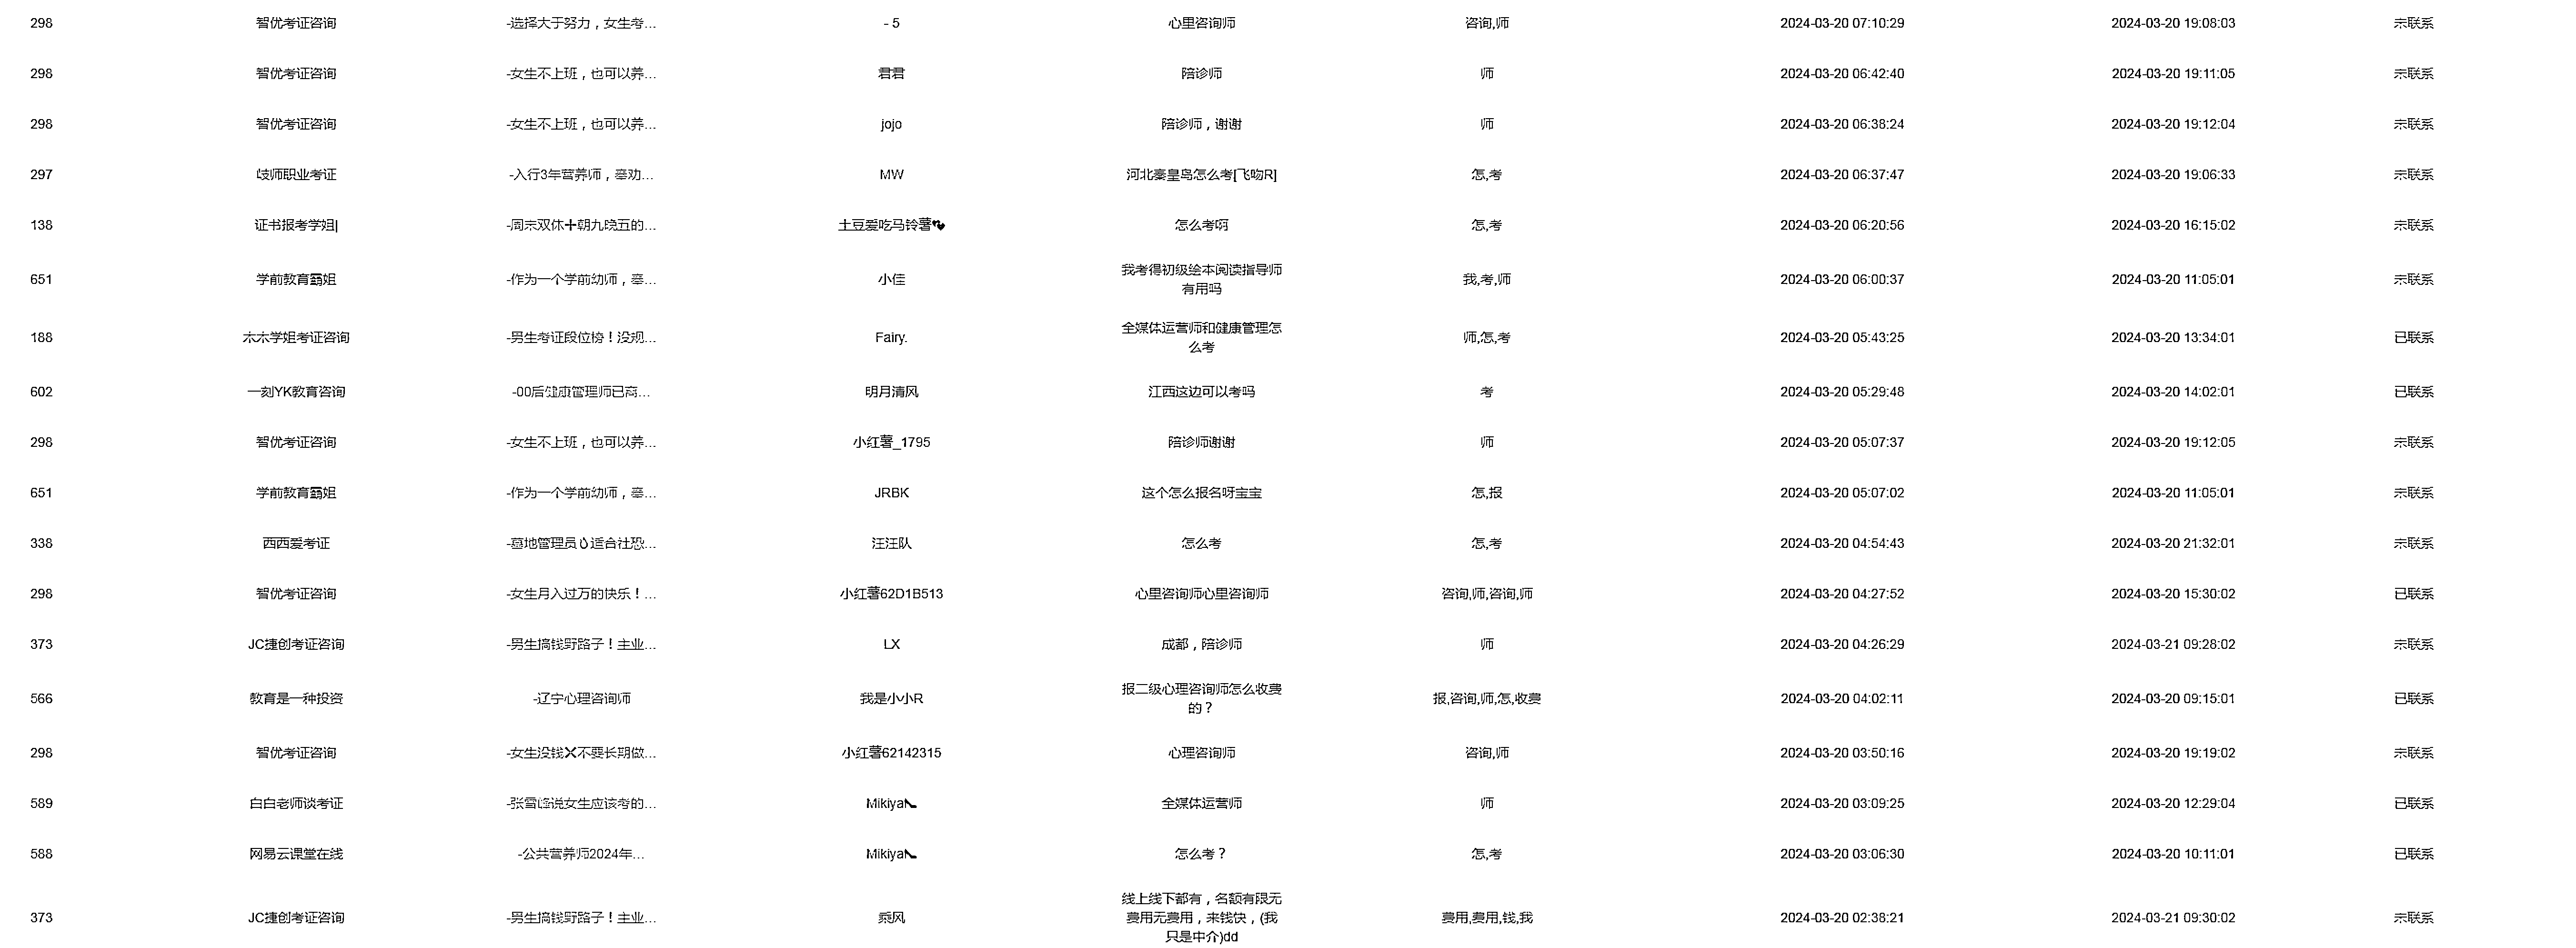 298 智优考证咨询 -选择大于努力，女生考... - 5 心里咨询师 咨询,师 2024-03-20 07:10:29 2024-03-20 19:08:03 未联系
298 智优考证咨询 -女生不上班，也可以养... 君君 陪诊师 师 2024-03-20 06:42:40 2024-03-20 19:11:05 未联系
298 智优考证咨询 -女生不上班，也可以养... jojo 陪诊师，谢谢 师 2024-03-20 06:38:24 2024-03-20 19:12:04 未联系
297 岐师职业考证 -入行3年营养师，奉劝... MW 河北秦皇岛怎么考[飞吻R] 怎,考 2024-03-20 06:37:47 2024-03-20 19:06:33 未联系
138 证书报考学姐| -周末双休➕朝九晚五的... 土豆爱吃马铃薯💕 怎么考啊 怎,考 2024-03-20 06:20:56 2024-03-20 16:15:02 未联系
651 学前教育霸姐 -作为一个学前幼师，奉... 小佳 我考得初级绘本阅读指导师
有用吗 我,考,师 2024-03-20 06:00:37 2024-03-20 11:05:01 未联系
188 木木学姐考证咨询 -男生考证段位榜！没规... Fairy. 全媒体运营师和健康管理怎
么考 师,怎,考 2024-03-20 05:43:25 2024-03-20 13:34:01 已联系
602 一刻YK教育咨询 -00后健康管理师已离... 明月清风 江西这边可以考吗 考 2024-03-20 05:29:48 2024-03-20 14:02:01 已联系
298 智优考证咨询 -女生不上班，也可以养... 小红薯_1795 陪诊师谢谢 师 2024-03-20 05:07:37 2024-03-20 19:12:05 未联系
651 学前教育霸姐 -作为一个学前幼师，奉... JRBK 这个怎么报名呀宝宝 怎,报 2024-03-20 05:07:02 2024-03-20 11:05:01 未联系
338 西西爱考证 -墓地管理员💧适合社恐... 汪汪队 怎么考 怎,考 2024-03-20 04:54:43 2024-03-20 21:32:01 未联系
298 智优考证咨询 -女生月入过万的快乐！... 小红薯62D1B513 心里咨询师心里咨询师 咨询,师,咨询,师 2024-03-20 04:27:52 2024-03-20 15:30:02 已联系
373 JC捷创考证咨询 -男生搞钱野路子！主业... LX 成都，陪诊师 师 2024-03-20 04:26:29 2024-03-21 09:28:02 未联系
566 教育是一种投资 -辽宁心理咨询师 我是小小R 报二级心理咨询师怎么收费
的？ 报,咨询,师,怎,收费 2024-03-20 04:02:11 2024-03-20 09:15:01 已联系
298 智优考证咨询 -女生没钱✖不要长期做... 小红薯62142315 心理咨询师 咨询,师 2024-03-20 03:50:16 2024-03-20 19:19:02 未联系
589 白白老师谈考证 -张雪峰说女生应该考的... Mikiya👠 全媒体运营师 师 2024-03-20 03:09:25 2024-03-20 12:29:04 已联系
588 网易云课堂在线 -公共营养师2024年... Mikiya👠 怎么考？ 怎,考 2024-03-20 03:06:30 2024-03-20 10:11:01 已联系
373 JC捷创考证咨询 -男生搞钱野路子！主业... 乘风 线上线下都有，名额有限无
费用无费用，来钱快，(我
只是中介)dd 费用,费用,钱,我 2024-03-20 02:38:21 2024-03-21 09:30:02 未联系